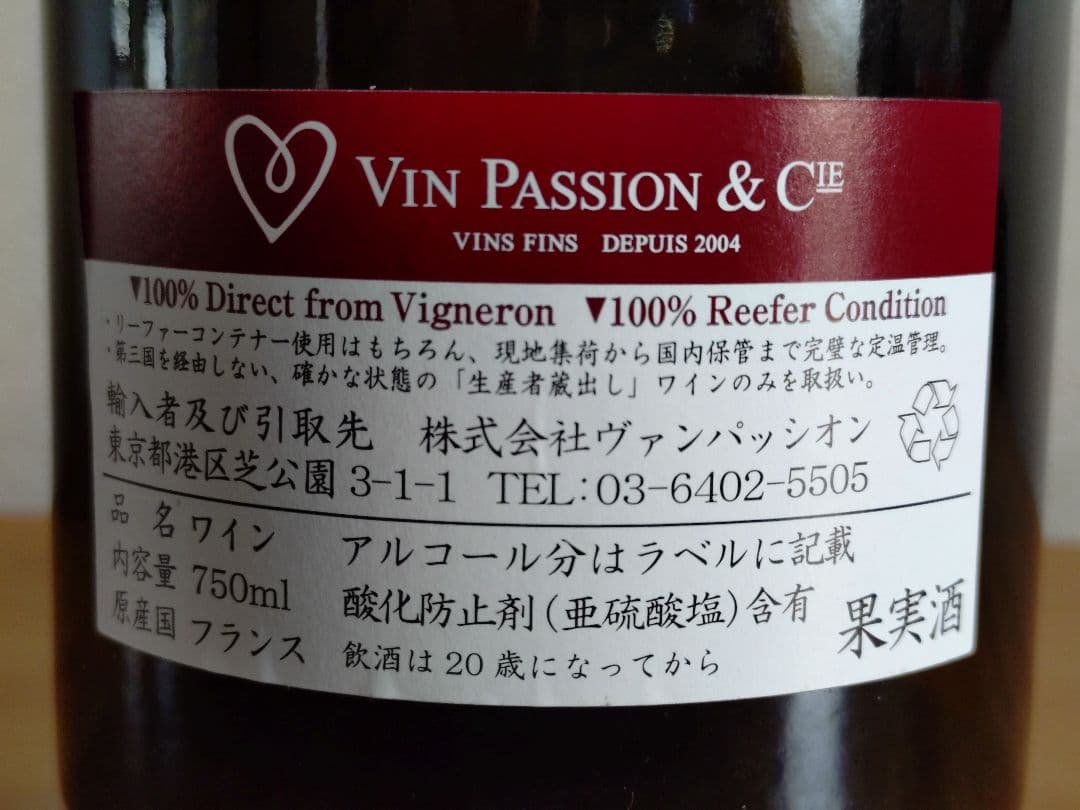 VIN PASSION & CIE
VINS FINS DEPUIS 2004
▼100% Direct from Vigneron ▼100% Reefer Condition
・リーファーコンテナー使用はもちろん、現地集荷から国内保管まで完璧な定温管理。
・第三国を経由しない、確かな状態の「生産者蔵出し」ワインのみを取扱い。
輸入者及び引取先 株式会社ヴァンパッシオン
東京都港区芝公園 3-1-1 TEL:03-6402-5505
品名 ワイン アルコール分はラベルに記載
内容量 750ml 酸化防止剤(亜硫酸塩)含有 果実酒
原産国 フランス 飲酒は20歳になってから